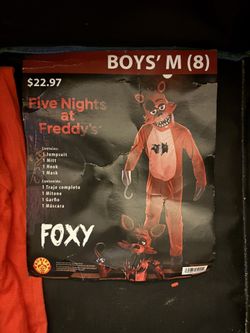 BOYS' M (8)
$22.97
Five Nights
at
Freddy's
Contents:
1 Jumpsuit
1 Mitt
1 Hook
1 Mask
Contenido:
1 Traje completo
1 Mitone
1 Garfio
1 Máscara
FOXY